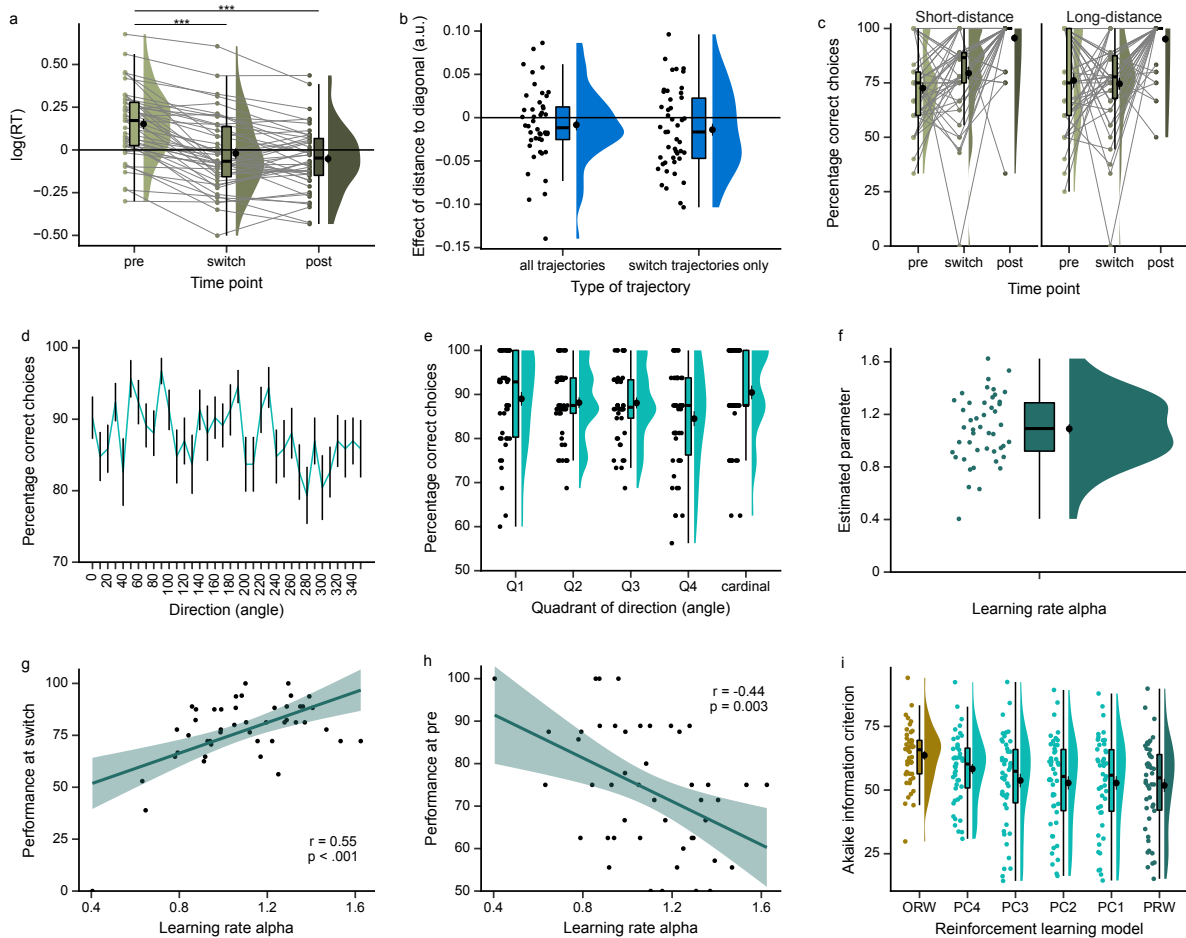 a
***
***
log(RT)
0.50
0.25
0
−0.25
−0.50
pre
switch
post
Time point
b
Effect of distance to diagonal (a.u.)
0.10
0.05
0
−0.05
−0.10
−0.15
all trajectories
switch trajectories only
Type of trajectory
c
Short-distance
Long-distance
Percentage correct choices
100
75
50
25
0
pre
switch
post
pre
switch
post
Time point
d
Percentage correct choices
100
90
80
70
0
20
40
60
80
100
120
140
160
180
200
220
240
260
280
300
320
340
Direction (angle)
e
Percentage correct choices
100
90
80
70
60
50
Q1
Q2
Q3
Q4
cardinal
Quadrant of direction (angle)
f
Estimated parameter
1.6
1.2
0.8
0.4
0
Learning rate alpha
g
Performance at switch
100
75
50
25
0
r = 0.55
p < .001
0.4
0.8
1.2
1.6
Learning rate alpha
h
Performance at pre
100
90
80
70
60
50
r = -0.44
p = 0.003
0.4
0.8
1.2
1.6
Learning rate alpha
i
Akaike information criterion
75
50
25
ORW
PC4
PC3
PC2
PC1
PRW
Reinforcement learning model